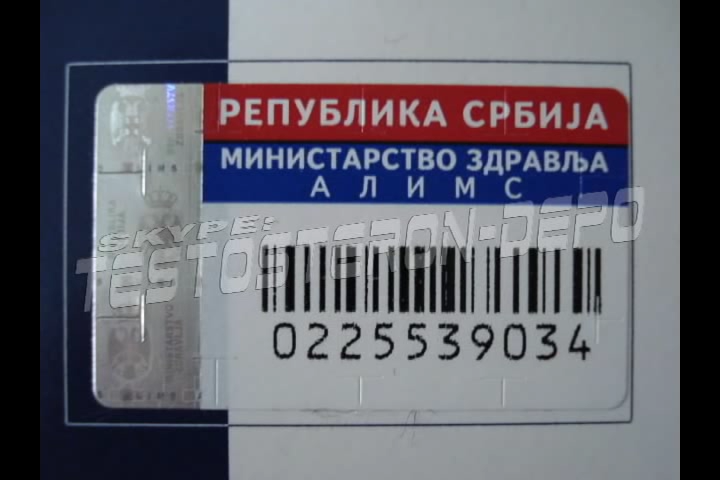 РЕПУБЛИКА СРБИЈА
МИНИСТАРСТВО ЗДРАВЉА
АЛИМС
SKYPE:
TESTOSTERON-DEPO
0225539034